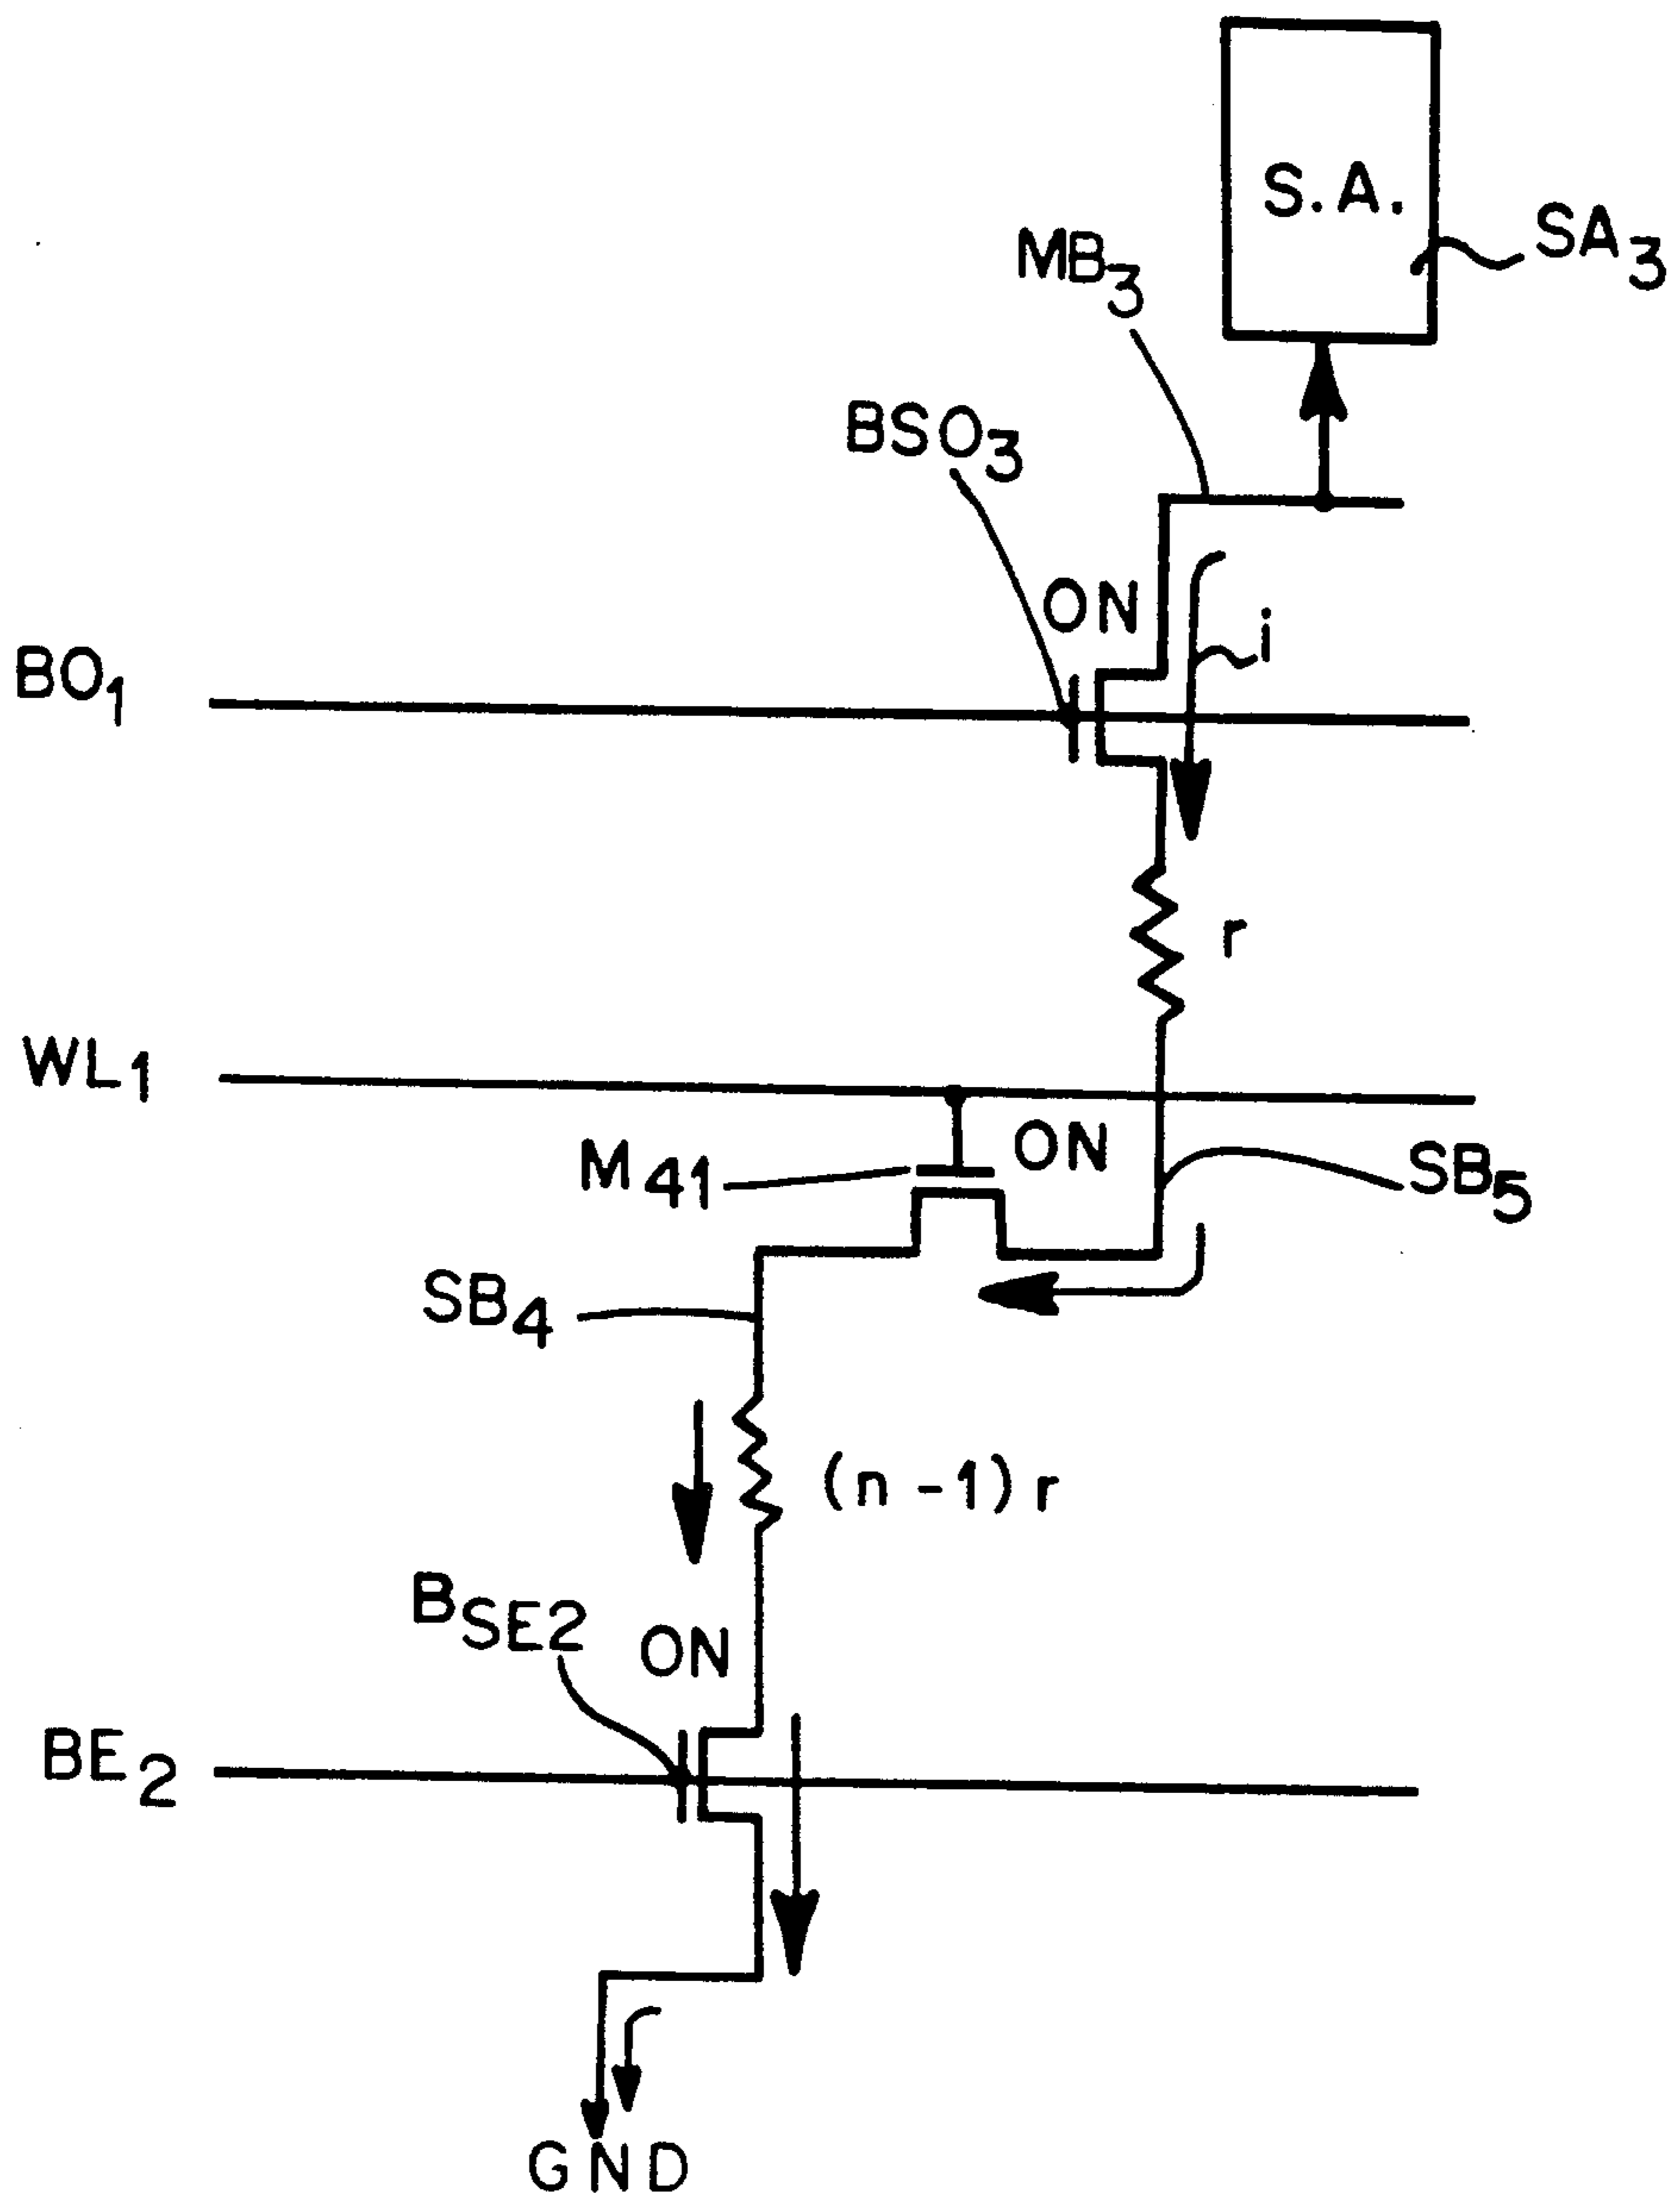 S.A.
SA3
MB3
BSO3
ON
i
BO1
r
WL1
ON
M41
SB5
SB4
(n-1)r
BSE2
ON
BE2
GND